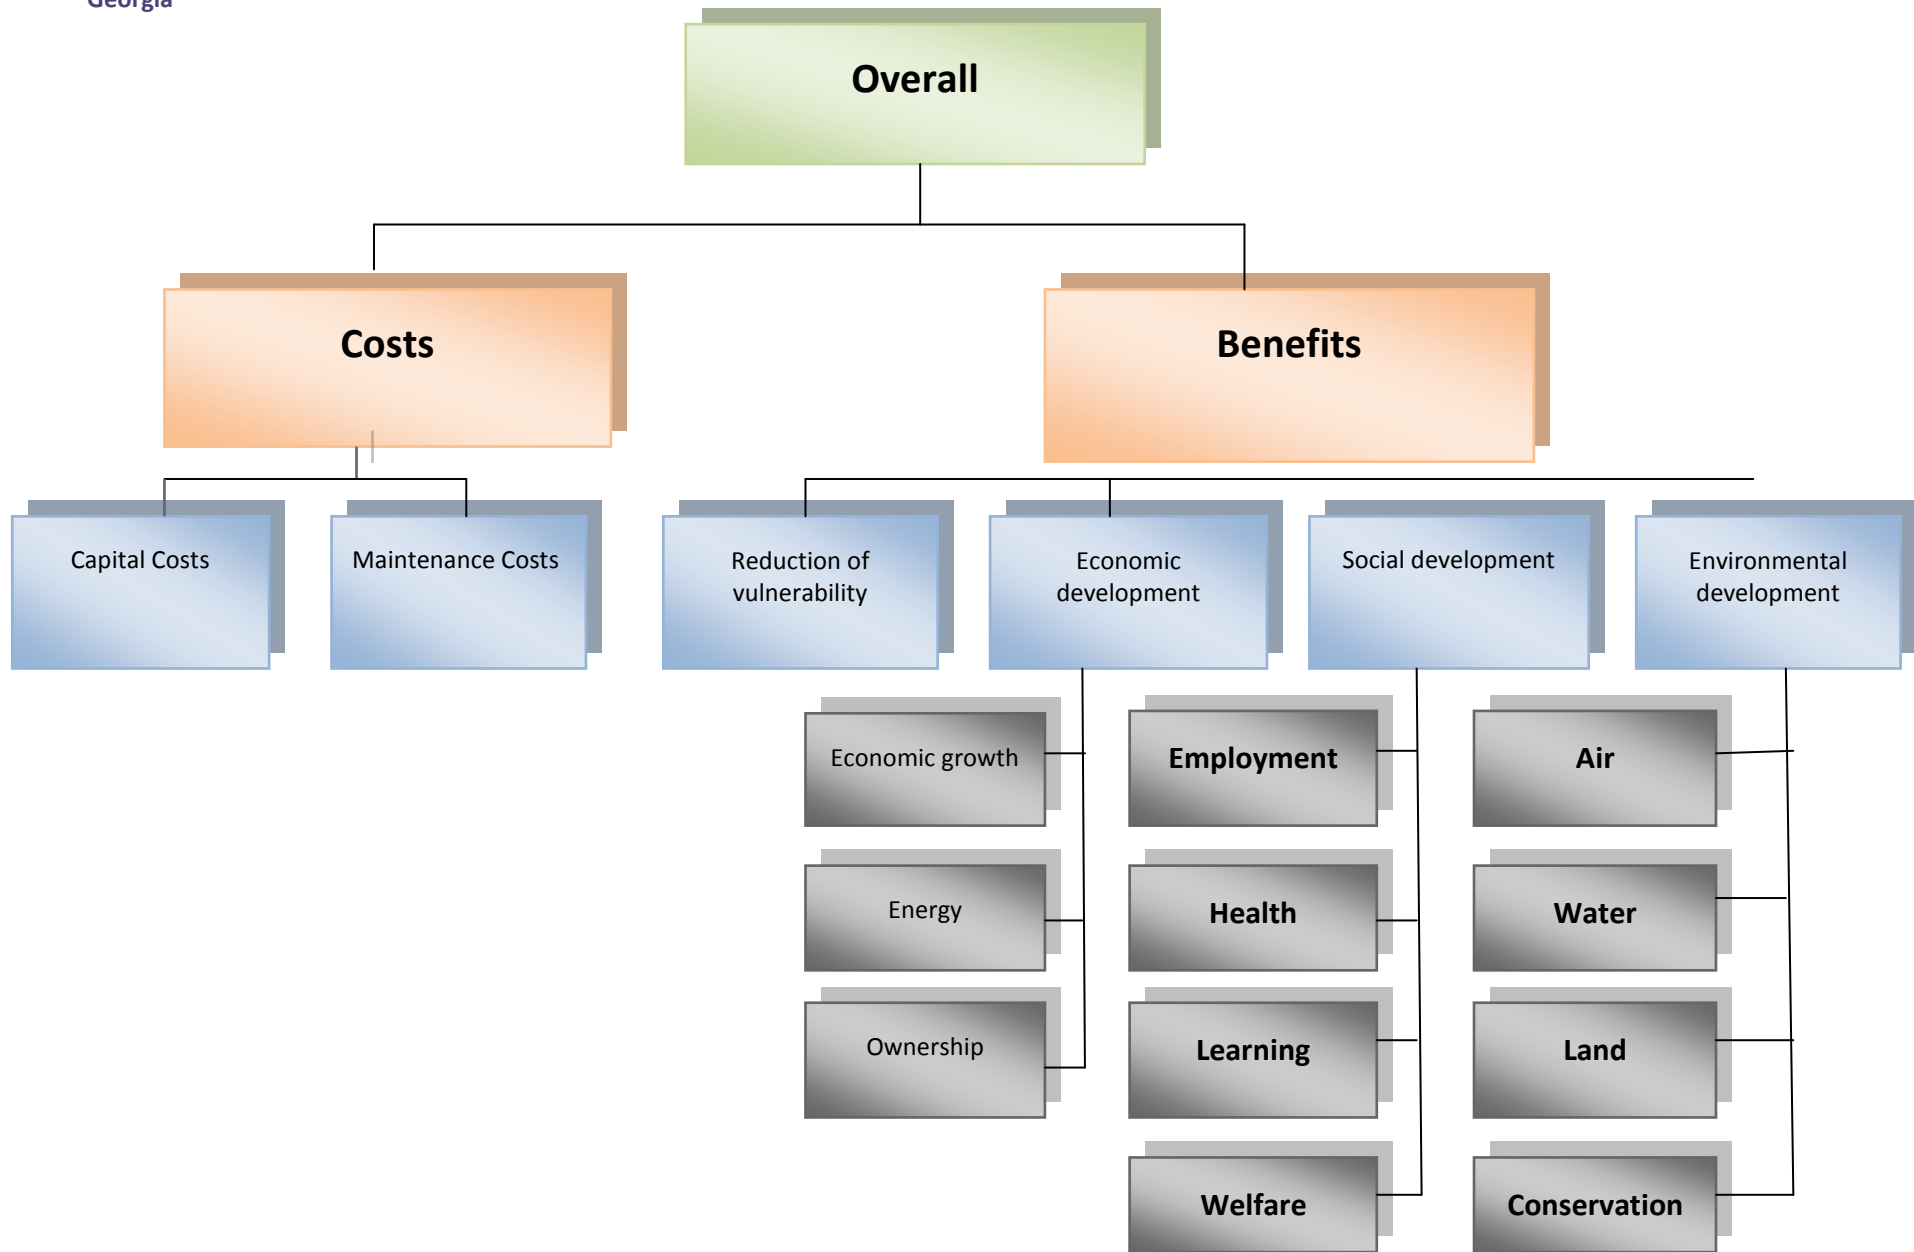 Georgia
Overall
Costs
Benefits
Capital Costs
Maintenance Costs
Reduction of
vulnerability
Economic
development
Social development
Environmental
development
Economic growth
Employment
Air
Energy
Health
Water
Ownership
Learning
Land
Welfare
Conservation